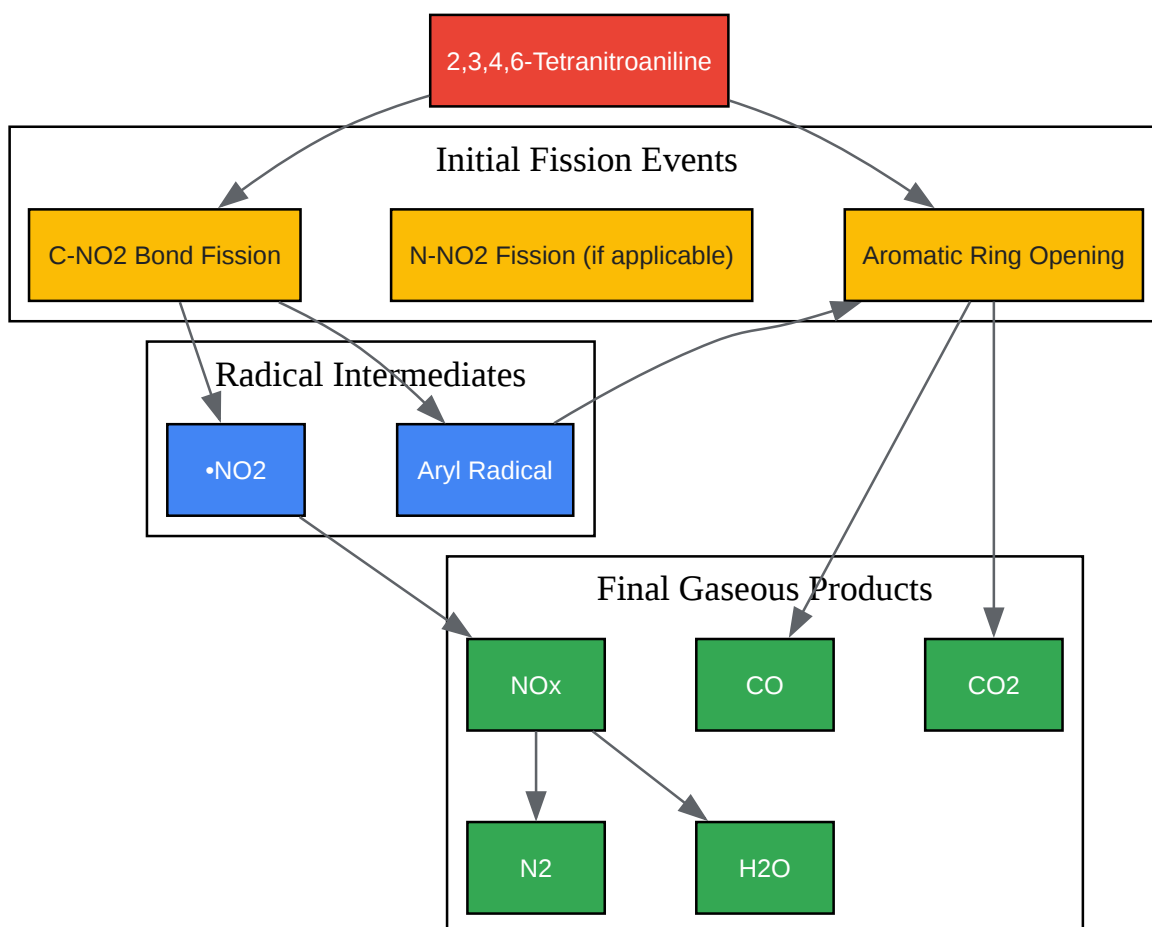 2,3,4,6-Tetranitroaniline
Initial Fission Events
C-NO2 Bond Fission
N-NO2 Fission (if applicable)
Aromatic Ring Opening
Radical Intermediates
•NO2
Aryl Radical
Final Gaseous Products
NOx
CO
CO2
N2
H2O